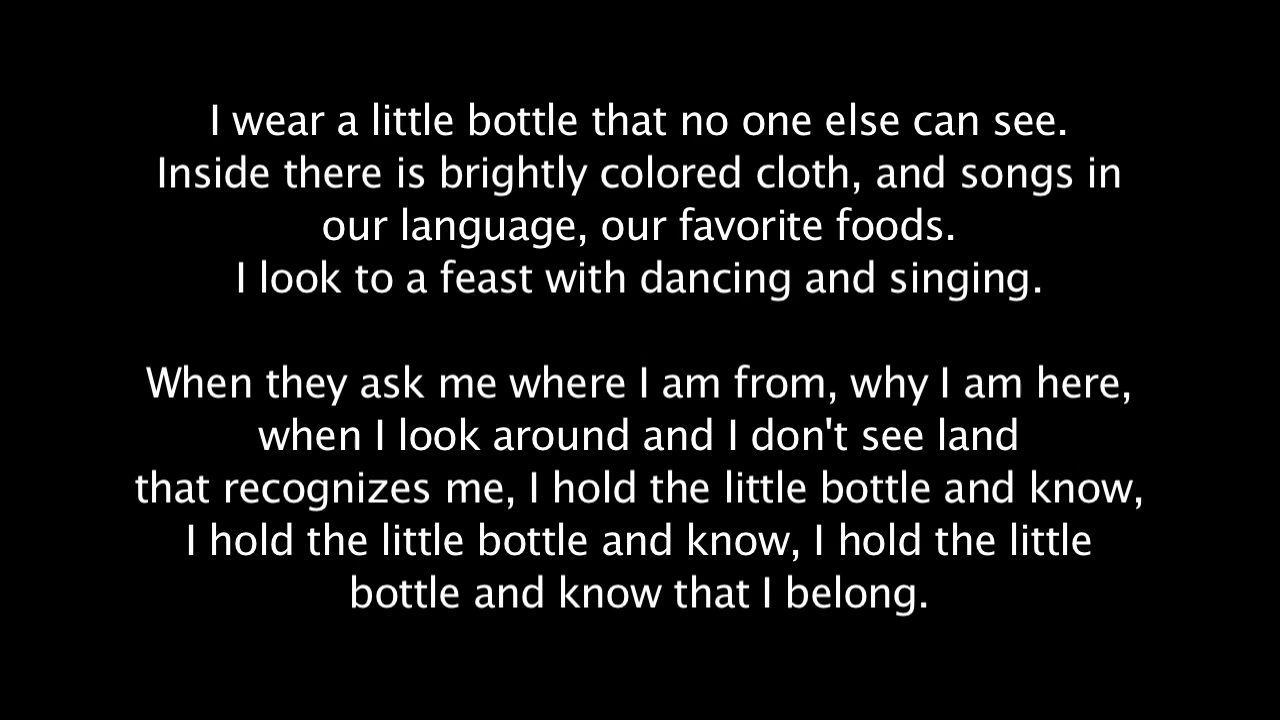 I wear a little bottle that no one else can see.
Inside there is brightly colored cloth, and songs in
our language, our favorite foods.
I look to a feast with dancing and singing.
When they ask me where I am from, why I am here,
when I look around and I don't see land
that recognizes me, I hold the little bottle and know,
I hold the little bottle and know, I hold the little
bottle and know that I belong.